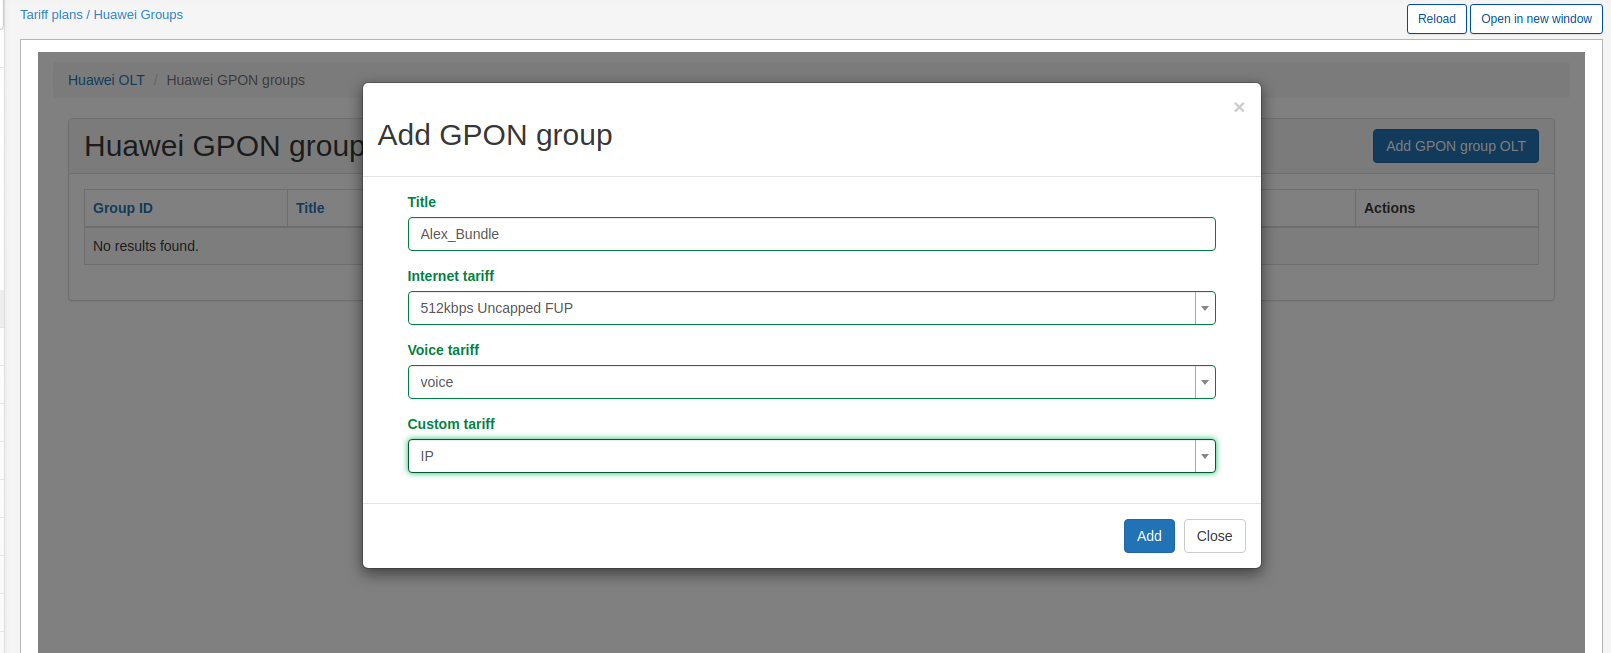 Tariff plans / Huawei Groups
Reload
Open in new window
Huawei OLT / Huawei GPON groups
Huawei GPON group
Add GPON group OLT
Group ID
Title
Actions
No results found.
×
Add GPON group
Title
Alex_Bundle
Internet tariff
512kbps Uncapped FUP
Voice tariff
voice
Custom tariff
IP
Add
Close